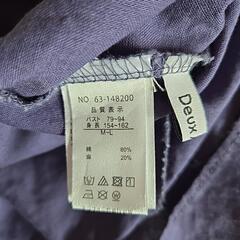 NO. 63-148200
品質表示
バスト 79~94
身長 154~162
M-L
綿 80%
麻 20%
Deux